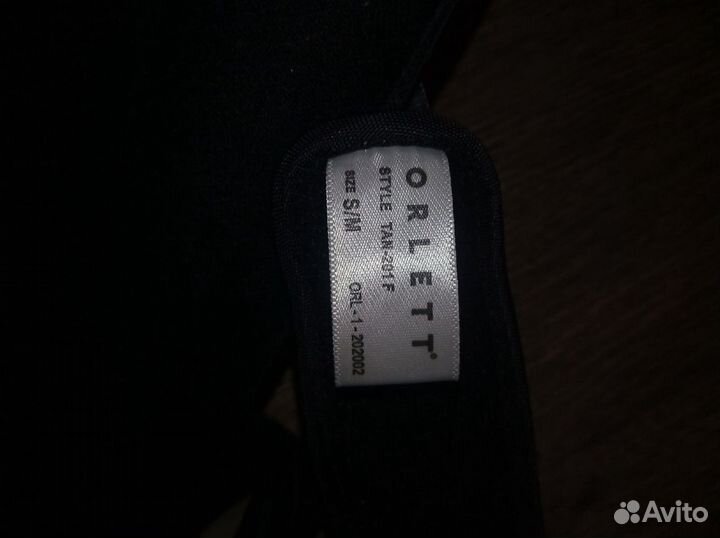 ORLETT®
STYLE TAN-201F
SIZE S/M ORL-1-202002
Avito